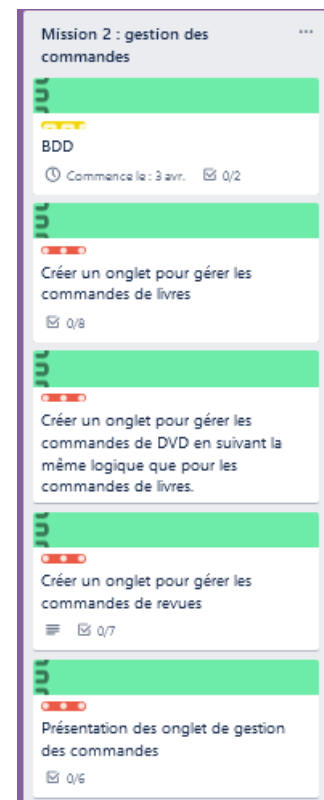 Mission 2 : gestion des
commandes
BDD
Commence le : 3 avr. 0/2
Créer un onglet pour gérer les
commandes de livres
0/8
Créer un onglet pour gérer les
commandes de DVD en suivant la
même logique que pour les
commandes de livres.
Créer un onglet pour gérer les
commandes de revues
0/7
Présentation des onglet de gestion
des commandes
0/6